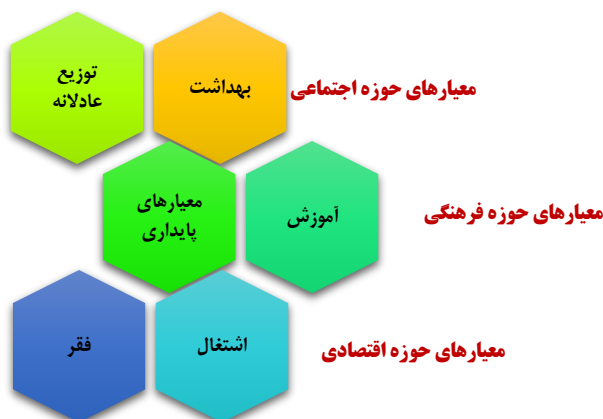 معیارهای حوزه اجتماعی
بهداشت
توزیع
عادلانه
معیارهای حوزه فرهنگی
آموزش
معیارهای
پایداری
معیارهای حوزه اقتصادی
اشتغال
فقر